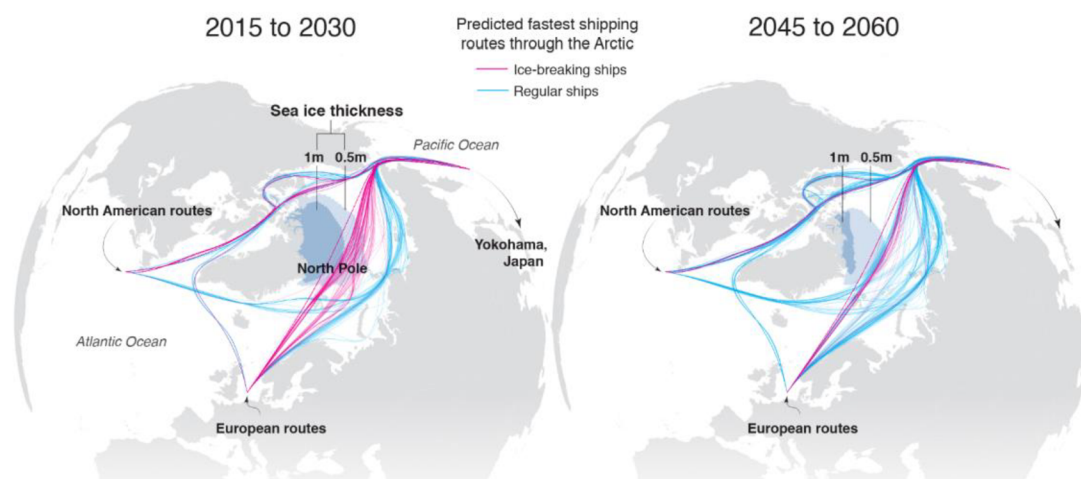 2015 to 2030
Predicted fastest shipping
routes through the Arctic
Ice-breaking ships
Regular ships
2045 to 2060
Sea ice thickness
1m 0.5m
Pacific Ocean
North American routes
Yokohama,
Japan
North Pole
Atlantic Ocean
European routes
1m 0.5m
North American routes
European routes